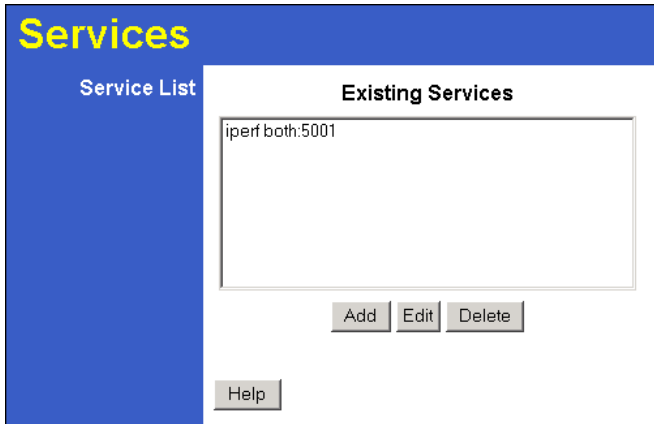 Services
Service List
Existing Services
iperf both:5001
Add Edit Delete
Help